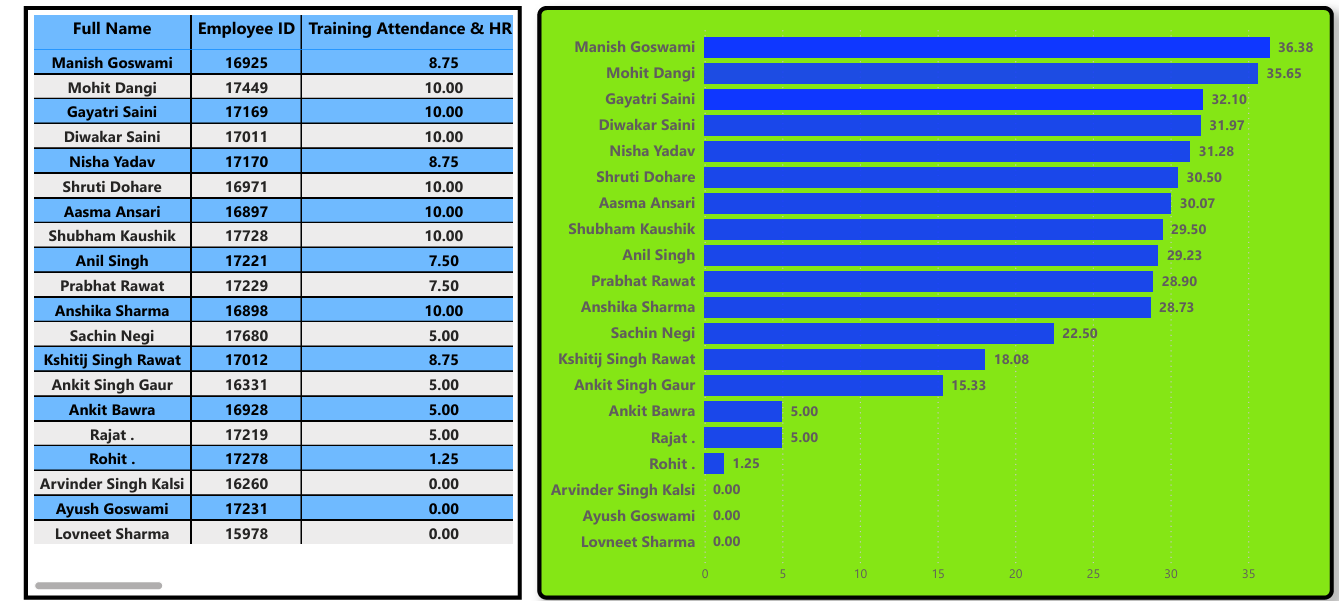 Full Name Employee ID Training Attendance & HR
Manish Goswami 16925 8.75
Mohit Dangi 17449 10.00
Gayatri Saini 17169 10.00
Diwakar Saini 17011 10.00
Nisha Yadav 17170 8.75
Shruti Dohare 16971 10.00
Aasma Ansari 16897 10.00
Shubham Kaushik 17728 10.00
Anil Singh 17221 7.50
Prabhat Rawat 17229 7.50
Anshika Sharma 16898 10.00
Sachin Negi 17680 5.00
Kshitij Singh Rawat 17012 8.75
Ankit Singh Gaur 16331 5.00
Ankit Bawra 16928 5.00
Rajat . 17219 5.00
Rohit . 17278 1.25
Arvinder Singh Kalsi 16260 0.00
Ayush Goswami 17231 0.00
Lovneet Sharma 15978 0.00
Manish Goswami 36.38
Mohit Dangi 35.65
Gayatri Saini 32.10
Diwakar Saini 31.97
Nisha Yadav 31.28
Shruti Dohare 30.50
Aasma Ansari 30.07
Shubham Kaushik 29.50
Anil Singh 29.23
Prabhat Rawat 28.90
Anshika Sharma 28.73
Sachin Negi 22.50
Kshitij Singh Rawat 18.08
Ankit Singh Gaur 15.33
Ankit Bawra 5.00
Rajat . 5.00
Rohit . 1.25
Arvinder Singh Kalsi 0.00
Ayush Goswami 0.00
Lovneet Sharma 0.00
0 5 10 15 20 25 30 35